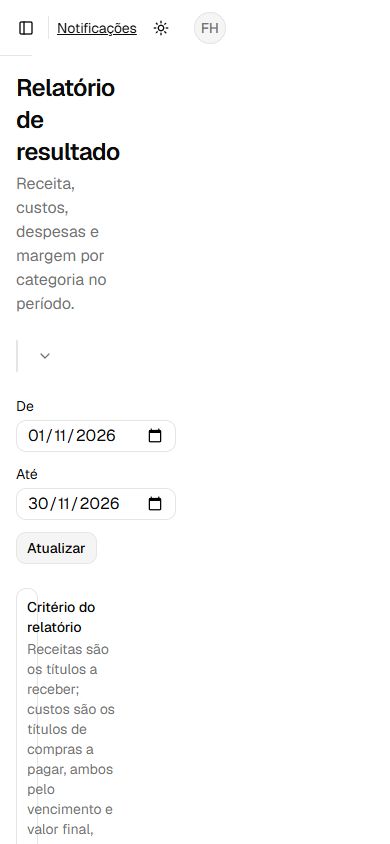 Notificações
FH
Relatório
de
resultado
Receita,
custos,
despesas e
margem por
categoria no
período.
De
01/11/2026
Até
30/11/2026
Atualizar
Critério do
relatório
Receitas são
os títulos a
receber;
custos são os
títulos de
compras a
pagar, ambos
pelo
vencimento e
valor final,